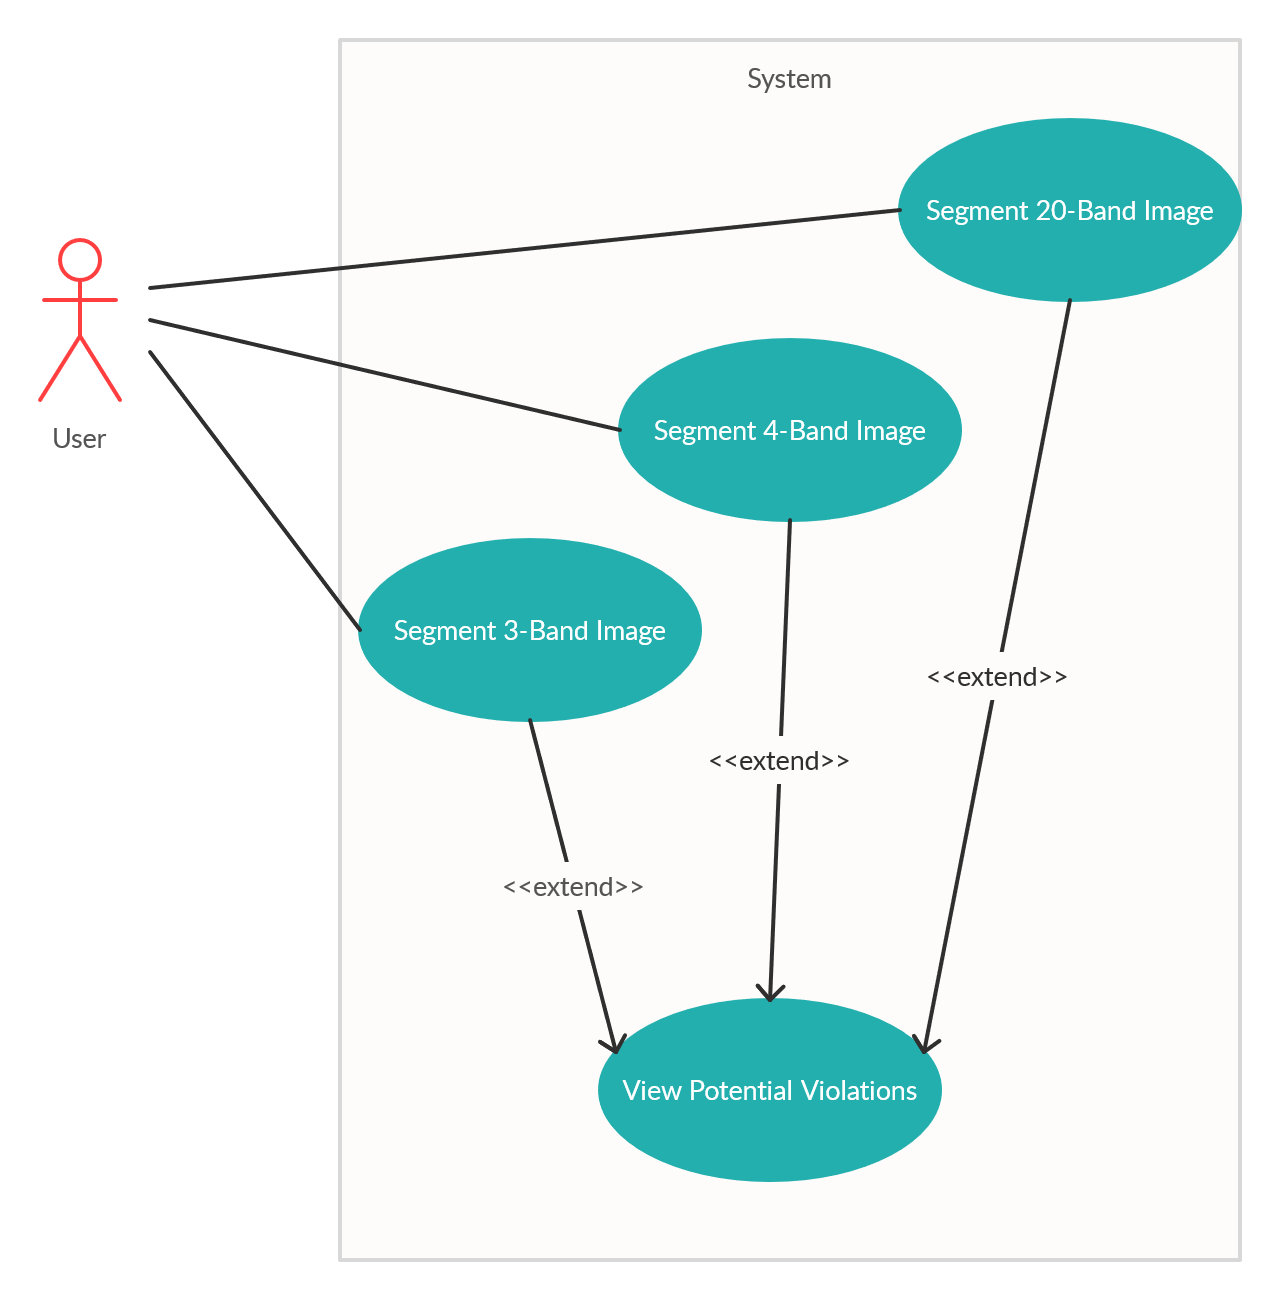 System
Segment 20-Band Image
User
Segment 4-Band Image
Segment 3-Band Image
<<extend>>
<<extend>>
<<extend>>
View Potential Violations